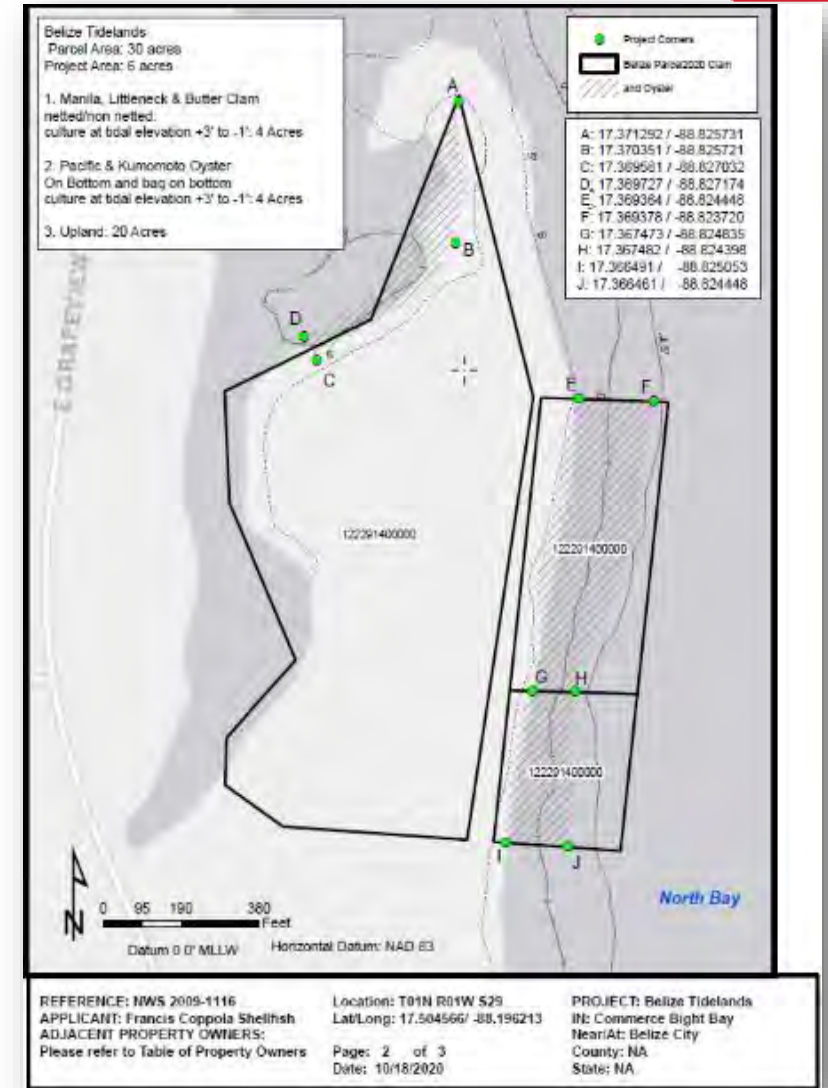 Belize Tidelands
Parcel Area: 30 acres
Project Area: 6 acres
1. Manila, Littleneck & Butter Clam
netted/non netted:
culture at tidal elevation +3' to -1': 4 Acres
2. Pacific & Kumomoto Oyster
On Bottom and bag on bottom
culture at tidal elevation +3' to -1': 4 Acres
3. Upland: 20 Acres
Project Corners
Belize Parcel2020 Clam
and Oyster
A: 17.371292 / -88.825731
B: 17.370351 / -88.825721
C: 17.369581 / -88.827032
D: 17.369727 / -88.827174
E: 17.369364 / -88.824448
F: 17.369378 / -88.823720
G: 17.367473 / -88.824835
H: 17.367482 / -88.824398
I: 17.366491 / -88.825053
J: 17.366461 / -88.824448
A
B
D
C
E
F
E GRAPEVIEW
122291400000
122291400000
G
H
122291400000
I
J
North Bay
N
0 95 190 380
Feet
Datum 0.0' MLLW
Horizontal Datum: NAD 83
REFERENCE: NWS 2009-1116
APPLICANT: Francis Coppola Shellfish
ADJACENT PROPERTY OWNERS:
Please refer to Table of Property Owners
Location: T01N R01W S29
Lat/Long: 17.504566/ -88.196213
Page: 2 of 3
Date: 10/18/2020
PROJECT: Belize Tidelands
IN: Commerce Bight Bay
Near/At: Belize City
County: NA
State: NA